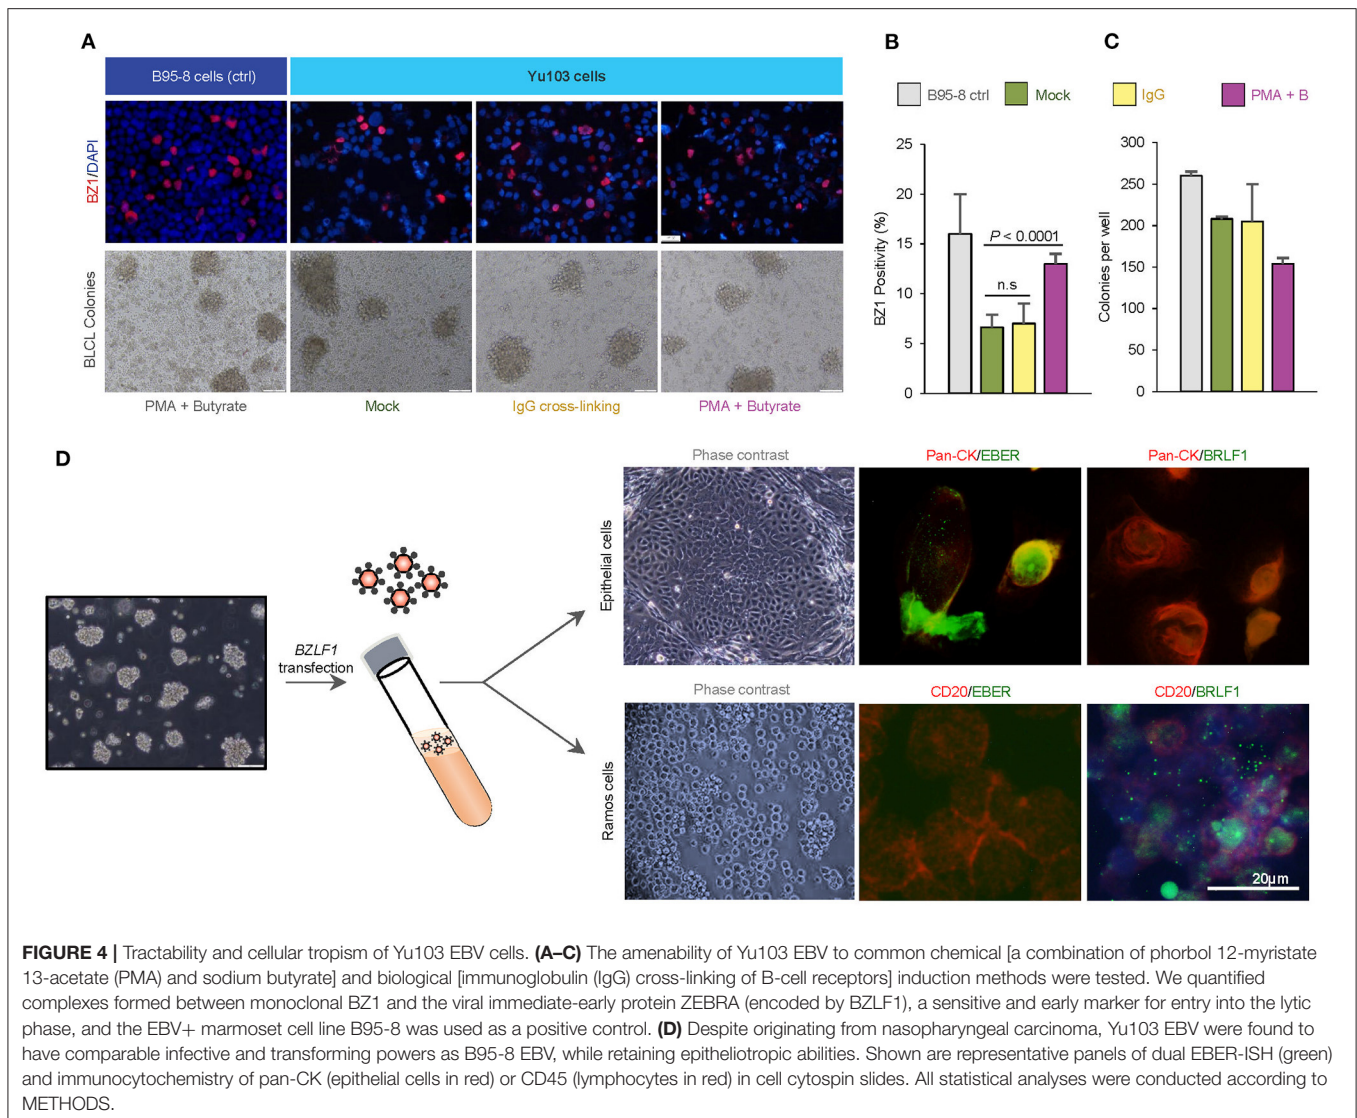 A
B95-8 cells (ctrl)
Yu103 cells
BZ1/DAPI
BLCL Colonies
PMA + Butyrate
Mock
IgG cross-linking
PMA + Butyrate
B
C
B95-8 ctrl
Mock
IgG
PMA + B
BZ1 Positivity (%)
25
20
15
10
5
0
P < 0.0001
n.s
Colonies per well
300
250
200
150
100
50
0
D
BZLF1
transfection
Epithelial cells
Phase contrast
Pan-CK/EBER
Pan-CK/BRLF1
Ramos cells
Phase contrast
CD20/EBER
CD20/BRLF1
20μm
FIGURE 4 | Tractability and cellular tropism of Yu103 EBV cells. (A–C) The amenability of Yu103 EBV to common chemical [a combination of phorbol 12-myristate
13-acetate (PMA) and sodium butyrate] and biological [immunoglobulin (IgG) cross-linking of B-cell receptors] induction methods were tested. We quantified
complexes formed between monoclonal BZ1 and the viral immediate-early protein ZEBRA (encoded by BZLF1), a sensitive and early marker for entry into the lytic
phase, and the EBV+ marmoset cell line B95-8 was used as a positive control. (D) Despite originating from nasopharyngeal carcinoma, Yu103 EBV were found to
have comparable infective and transforming powers as B95-8 EBV, while retaining epitheliotropic abilities. Shown are representative panels of dual EBER-ISH (green)
and immunocytochemistry of pan-CK (epithelial cells in red) or CD45 (lymphocytes in red) in cell cytospin slides. All statistical analyses were conducted according to
METHODS.